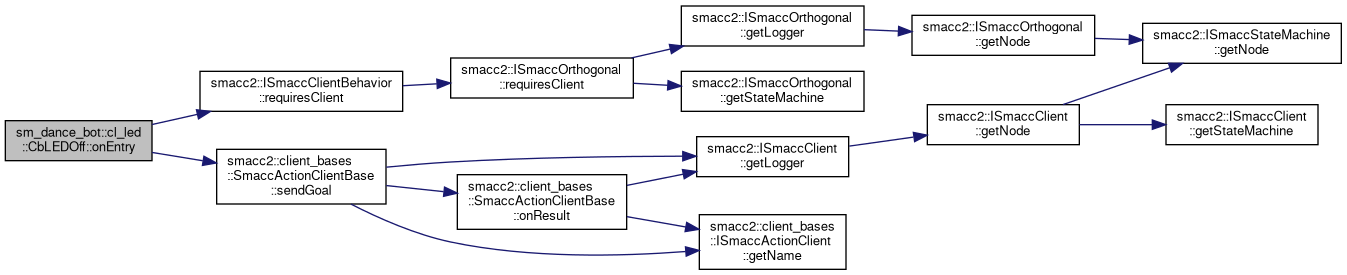 sm_dance_bot::cl_led
::CbLEDOff::onEntry
smacc2::ISmaccClientBehavior
::requiresClient
smacc2::ISmaccOrthogonal
::requiresClient
smacc2::ISmaccOrthogonal
::getLogger
smacc2::ISmaccOrthogonal
::getNode
smacc2::ISmaccStateMachine
::getNode
smacc2::ISmaccOrthogonal
::getStateMachine
smacc2::client_bases
::SmaccActionClientBase
::sendGoal
smacc2::client_bases
::SmaccActionClientBase
::onResult
smacc2::ISmaccClient
::getLogger
smacc2::ISmaccClient
::getNode
smacc2::ISmaccClient
::getStateMachine
smacc2::client_bases
::ISmaccActionClient
::getName